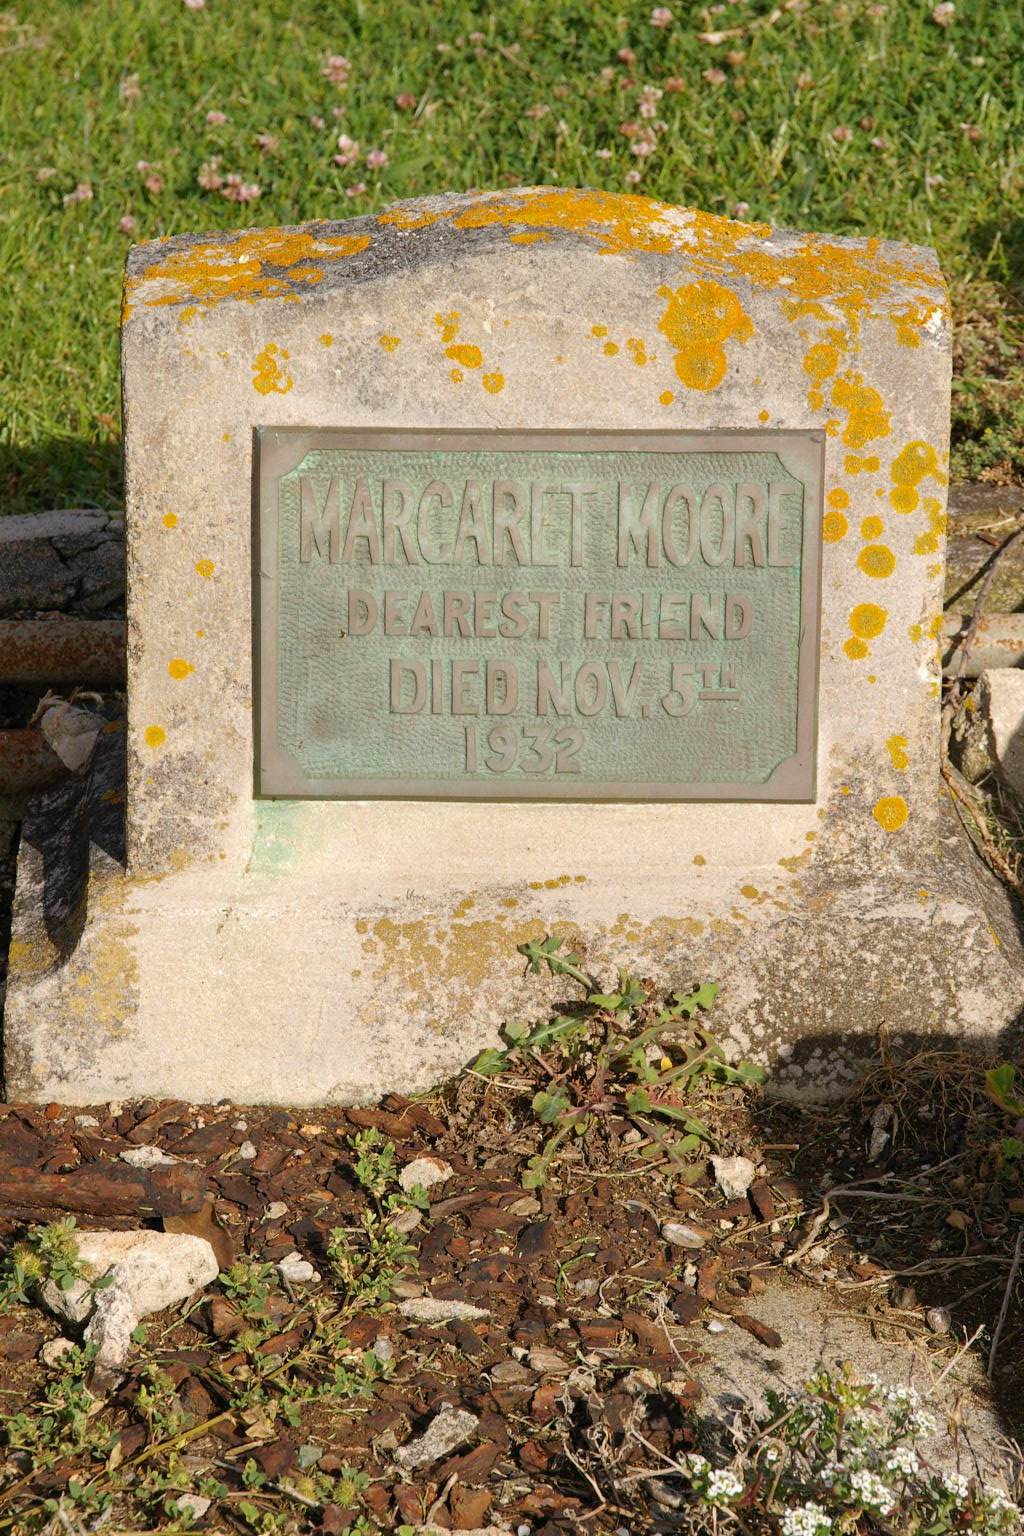 MARGARET MOORE
DEAREST FRIEND
DIED NOV. 5TH
1932